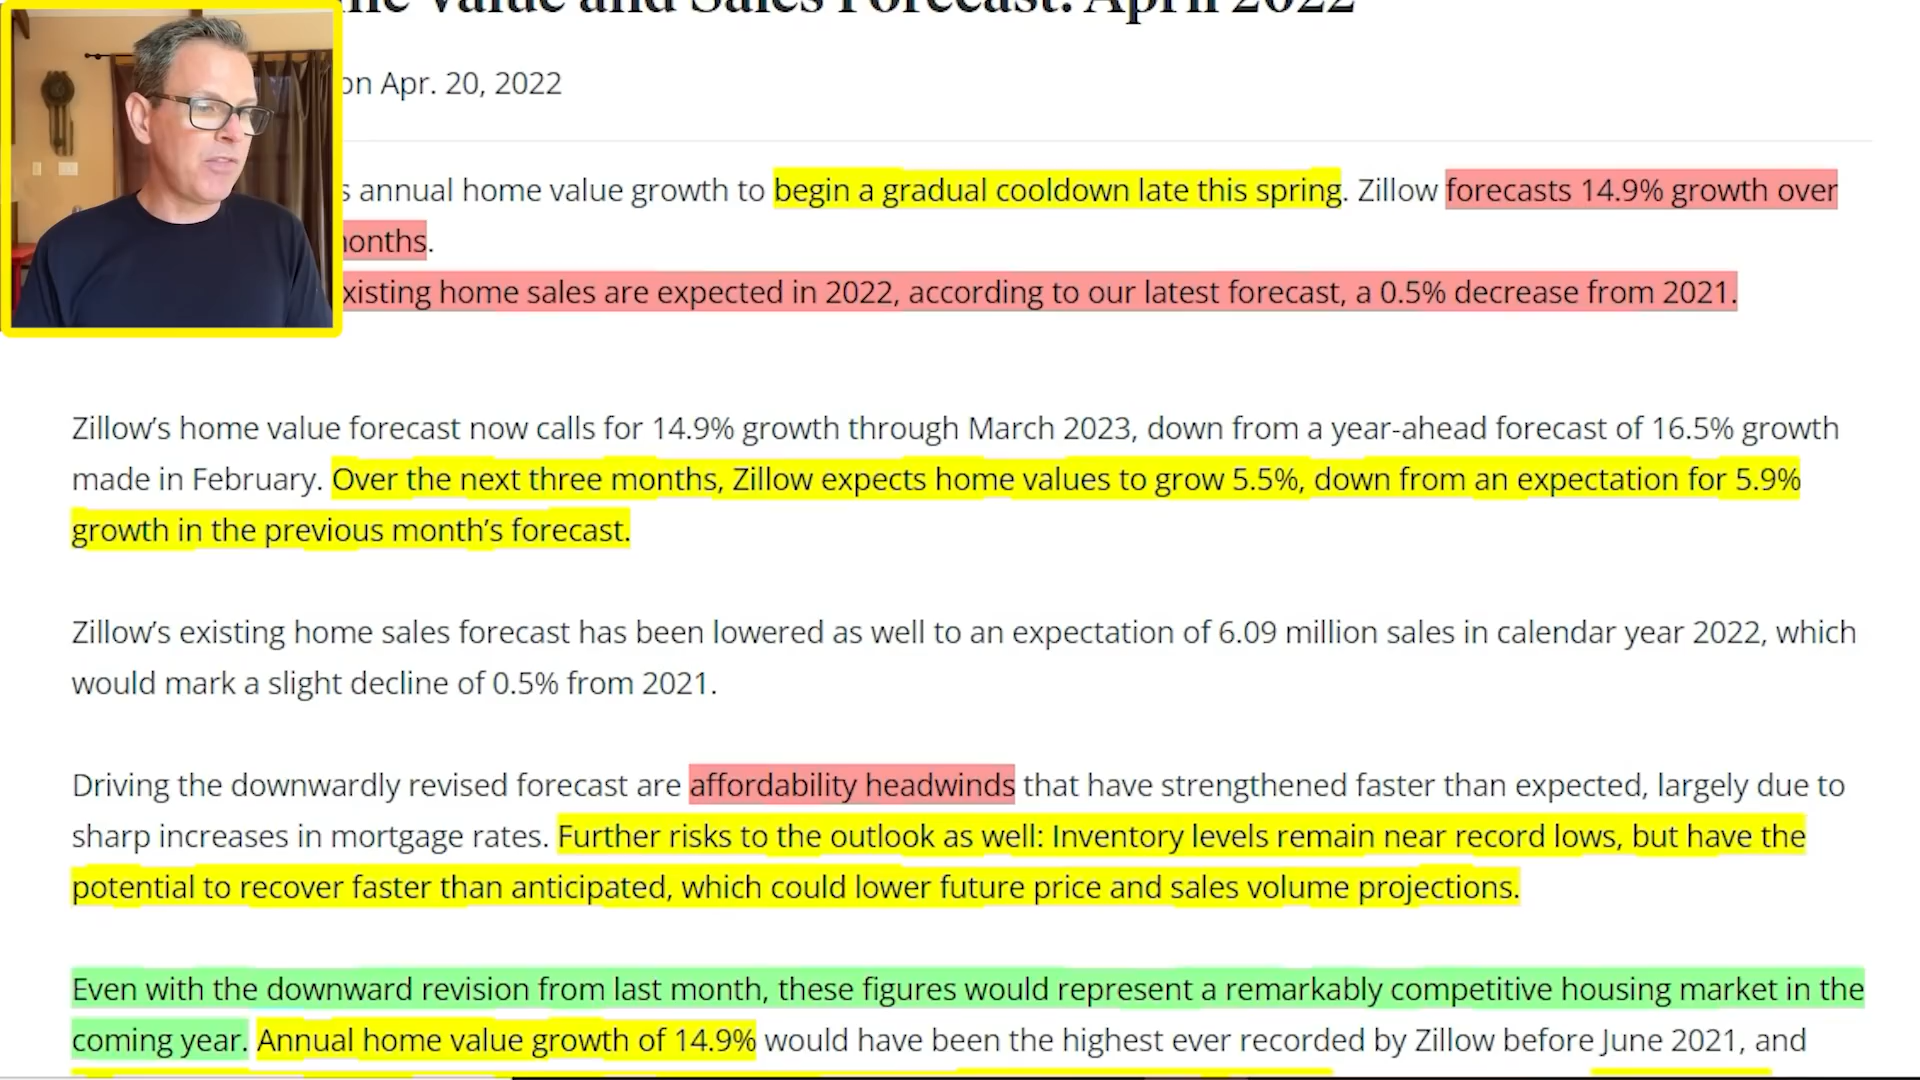 Value and Sales Forecast: April 2022
on Apr. 20, 2022
s annual home value growth to begin a gradual cooldown late this spring. Zillow forecasts 14.9% growth over
onths.
xisting home sales are expected in 2022, according to our latest forecast, a 0.5% decrease from 2021.
Zillow’s home value forecast now calls for 14.9% growth through March 2023, down from a year-ahead forecast of 16.5% growth
made in February. Over the next three months, Zillow expects home values to grow 5.5%, down from an expectation for 5.9%
growth in the previous month’s forecast.
Zillow’s existing home sales forecast has been lowered as well to an expectation of 6.09 million sales in calendar year 2022, which
would mark a slight decline of 0.5% from 2021.
Driving the downwardly revised forecast are affordability headwinds that have strengthened faster than expected, largely due to
sharp increases in mortgage rates. Further risks to the outlook as well: Inventory levels remain near record lows, but have the
potential to recover faster than anticipated, which could lower future price and sales volume projections.
Even with the downward revision from last month, these figures would represent a remarkably competitive housing market in the
coming year. Annual home value growth of 14.9% would have been the highest ever recorded by Zillow before June 2021, and